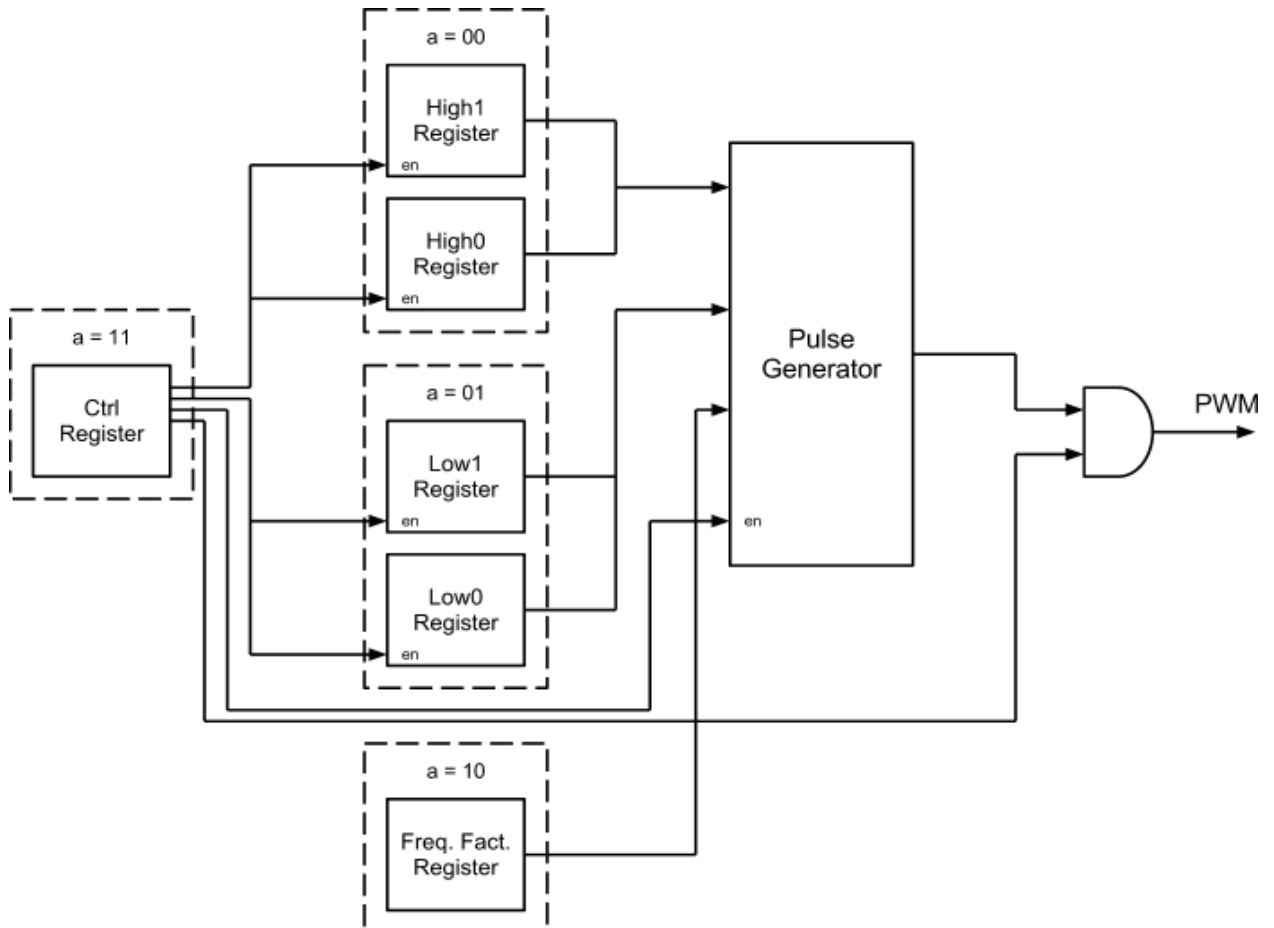 a = 00
High1
Register
en
High0
Register
en
a = 11
Ctrl
Register
a = 01
Low1
Register
en
Low0
Register
en
a = 10
Freq. Fact.
Register
Pulse
Generator
en
PWM